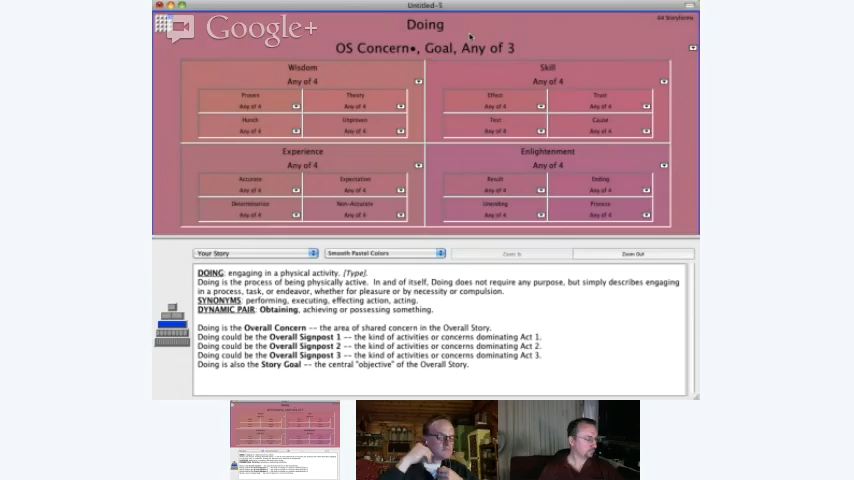 Untitled-5
Google+
64 Storyforms
Doing
OS Concern•, Goal, Any of 3
Wisdom
Any of 4
Proven
Any of 4
Theory
Any of 4
Hunch
Any of 4
Unproven
Any of 4
Skill
Any of 4
Effect
Any of 4
Trust
Any of 4
Test
Any of 4
Cause
Any of 4
Experience
Any of 4
Accurate
Any of 4
Expectation
Any of 4
Determination
Any of 4
Non-Accurate
Any of 4
Enlightenment
Any of 4
Result
Any of 4
Ending
Any of 4
Unending
Any of 4
Process
Any of 4
Your Story
Smooth Pastel Colors
Zoom In
Zoom Out
DOING: engaging in a physical activity. [Type].
Doing is the process of being physically active. In and of itself, Doing does not require any purpose, but simply describes engaging
in a process, task, or endeavor, whether for pleasure or by necessity or compulsion.
SYNONYMS: performing, executing, effecting action, acting.
DYNAMIC PAIR: Obtaining, achieving or possessing something.
Doing is the Overall Concern -- the area of shared concern in the Overall Story.
Doing could be the Overall Signpost 1 -- the kind of activities or concerns dominating Act 1.
Doing could be the Overall Signpost 2 -- the kind of activities or concerns dominating Act 2.
Doing could be the Overall Signpost 3 -- the kind of activities or concerns dominating Act 3.
Doing is also the Story Goal -- the central "objective" of the Overall Story.